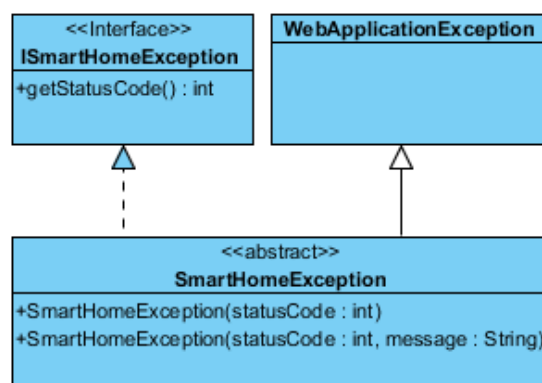 <<Interface>>
ISmartHomeException
+getStatusCode() : int
WebApplicationException
<<abstract>>
SmartHomeException
+SmartHomeException(statusCode : int)
+SmartHomeException(statusCode : int, message : String)